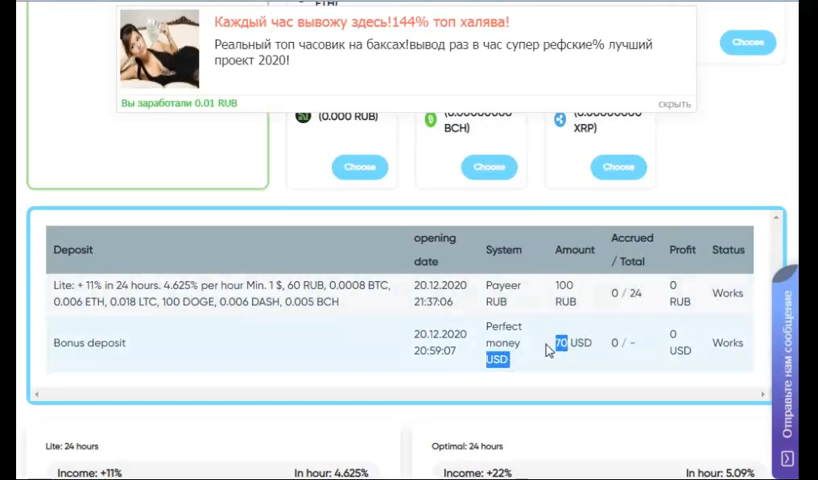 Каждый час вывожу здесь!144% топ халява!
Реальный топ часовик на баксах!вывод раз в час супер рефские% лучший
проект 2020!
Вы заработали 0.01 RUB
скрыть
Choose
(0.000 RUB)
BCH)
XRP)
Choose
Choose
Choose
Deposit
opening
date
System
Amount
Accrued
/ Total
Profit
Status
Lite: + 11% in 24 hours. 4.625% per hour Min. 1 $, 60 RUB, 0.0008 BTC,
0.006 ETH, 0.018 LTC, 100 DOGE, 0.006 DASH, 0.005 BCH
20.12.2020
21:37:06
Payeer
RUB
100
RUB
0 / 24
0
RUB
Works
Bonus deposit
20.12.2020
20:59:07
Perfect
money
USD
70 USD
0 / -
0
USD
Works
Отправьте нам сообщение
Lite: 24 hours
Income: +11%
In hour: 4.625%
Optimal: 24 hours
Income: +22%
In hour: 5.09%